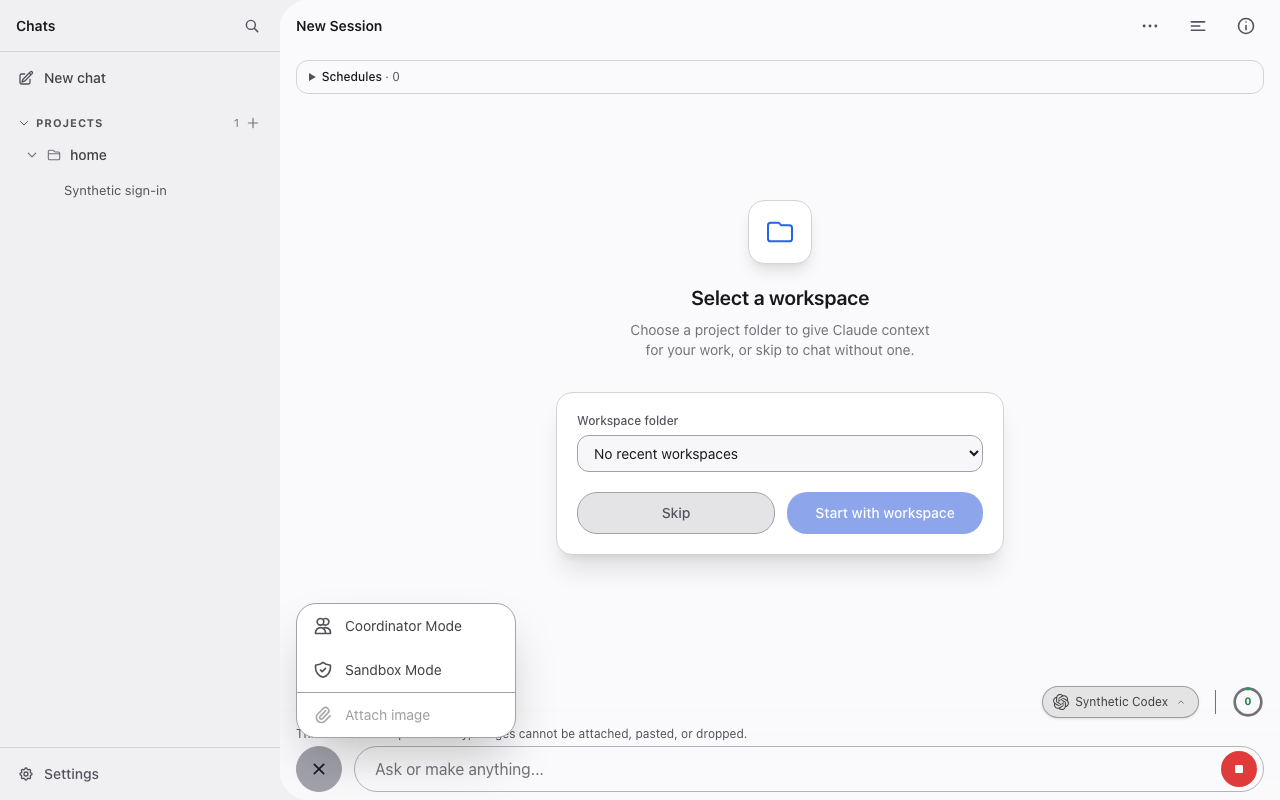 Chats
New Session
Schedules · 0
New chat
PROJECTS
1
home
Synthetic sign-in
Select a workspace
Choose a project folder to give Claude context
for your work, or skip to chat without one.
Workspace folder
No recent workspaces
Skip
Start with workspace
Coordinator Mode
Sandbox Mode
Attach image
Synthetic Codex
0
cannot be attached, pasted, or dropped.
Ask or make anything...
Settings